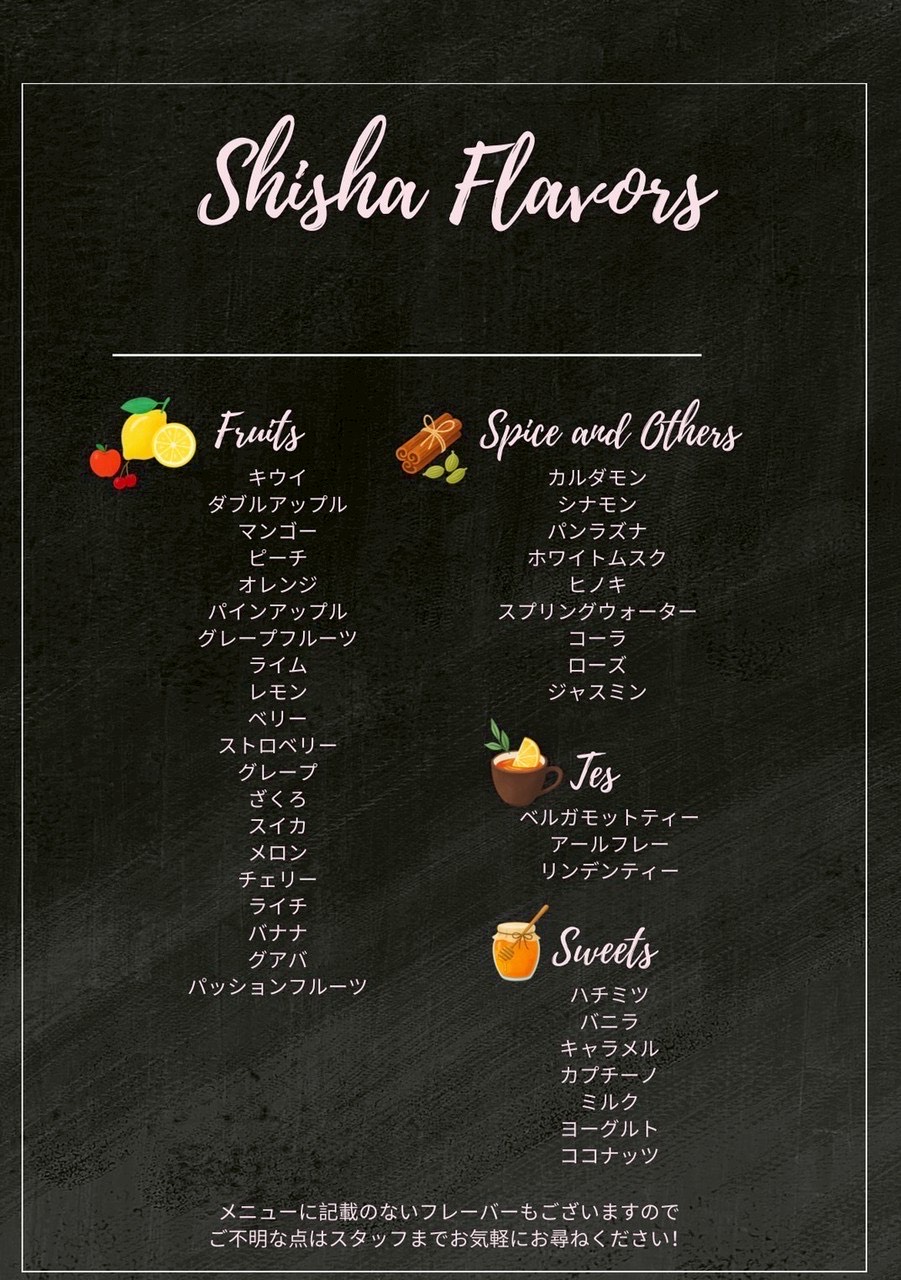 Shisha Flavors
Fruits
キウイ
ダブルアップル
マンゴー
ピーチ
オレンジ
パインアップル
グレープフルーツ
ライム
レモン
ベリー
ストロベリー
グレープ
ざくろ
スイカ
メロン
チェリー
ライチ
バナナ
グアバ
パッションフルーツ
Spice and Others
カルダモン
シナモン
パンラズナ
ホワイトムスク
ヒノキ
スプリングウォーター
コーラ
ローズ
ジャスミン
Tes
ベルガモットティー
アールフレー
リンデンティー
Sweets
ハチミツ
バニラ
キャラメル
カプチーノ
ミルク
ヨーグルト
ココナッツ
メニューに記載のないフレーバーもございますので
ご不明な点はスタッフまでお気軽にお尋ねください！